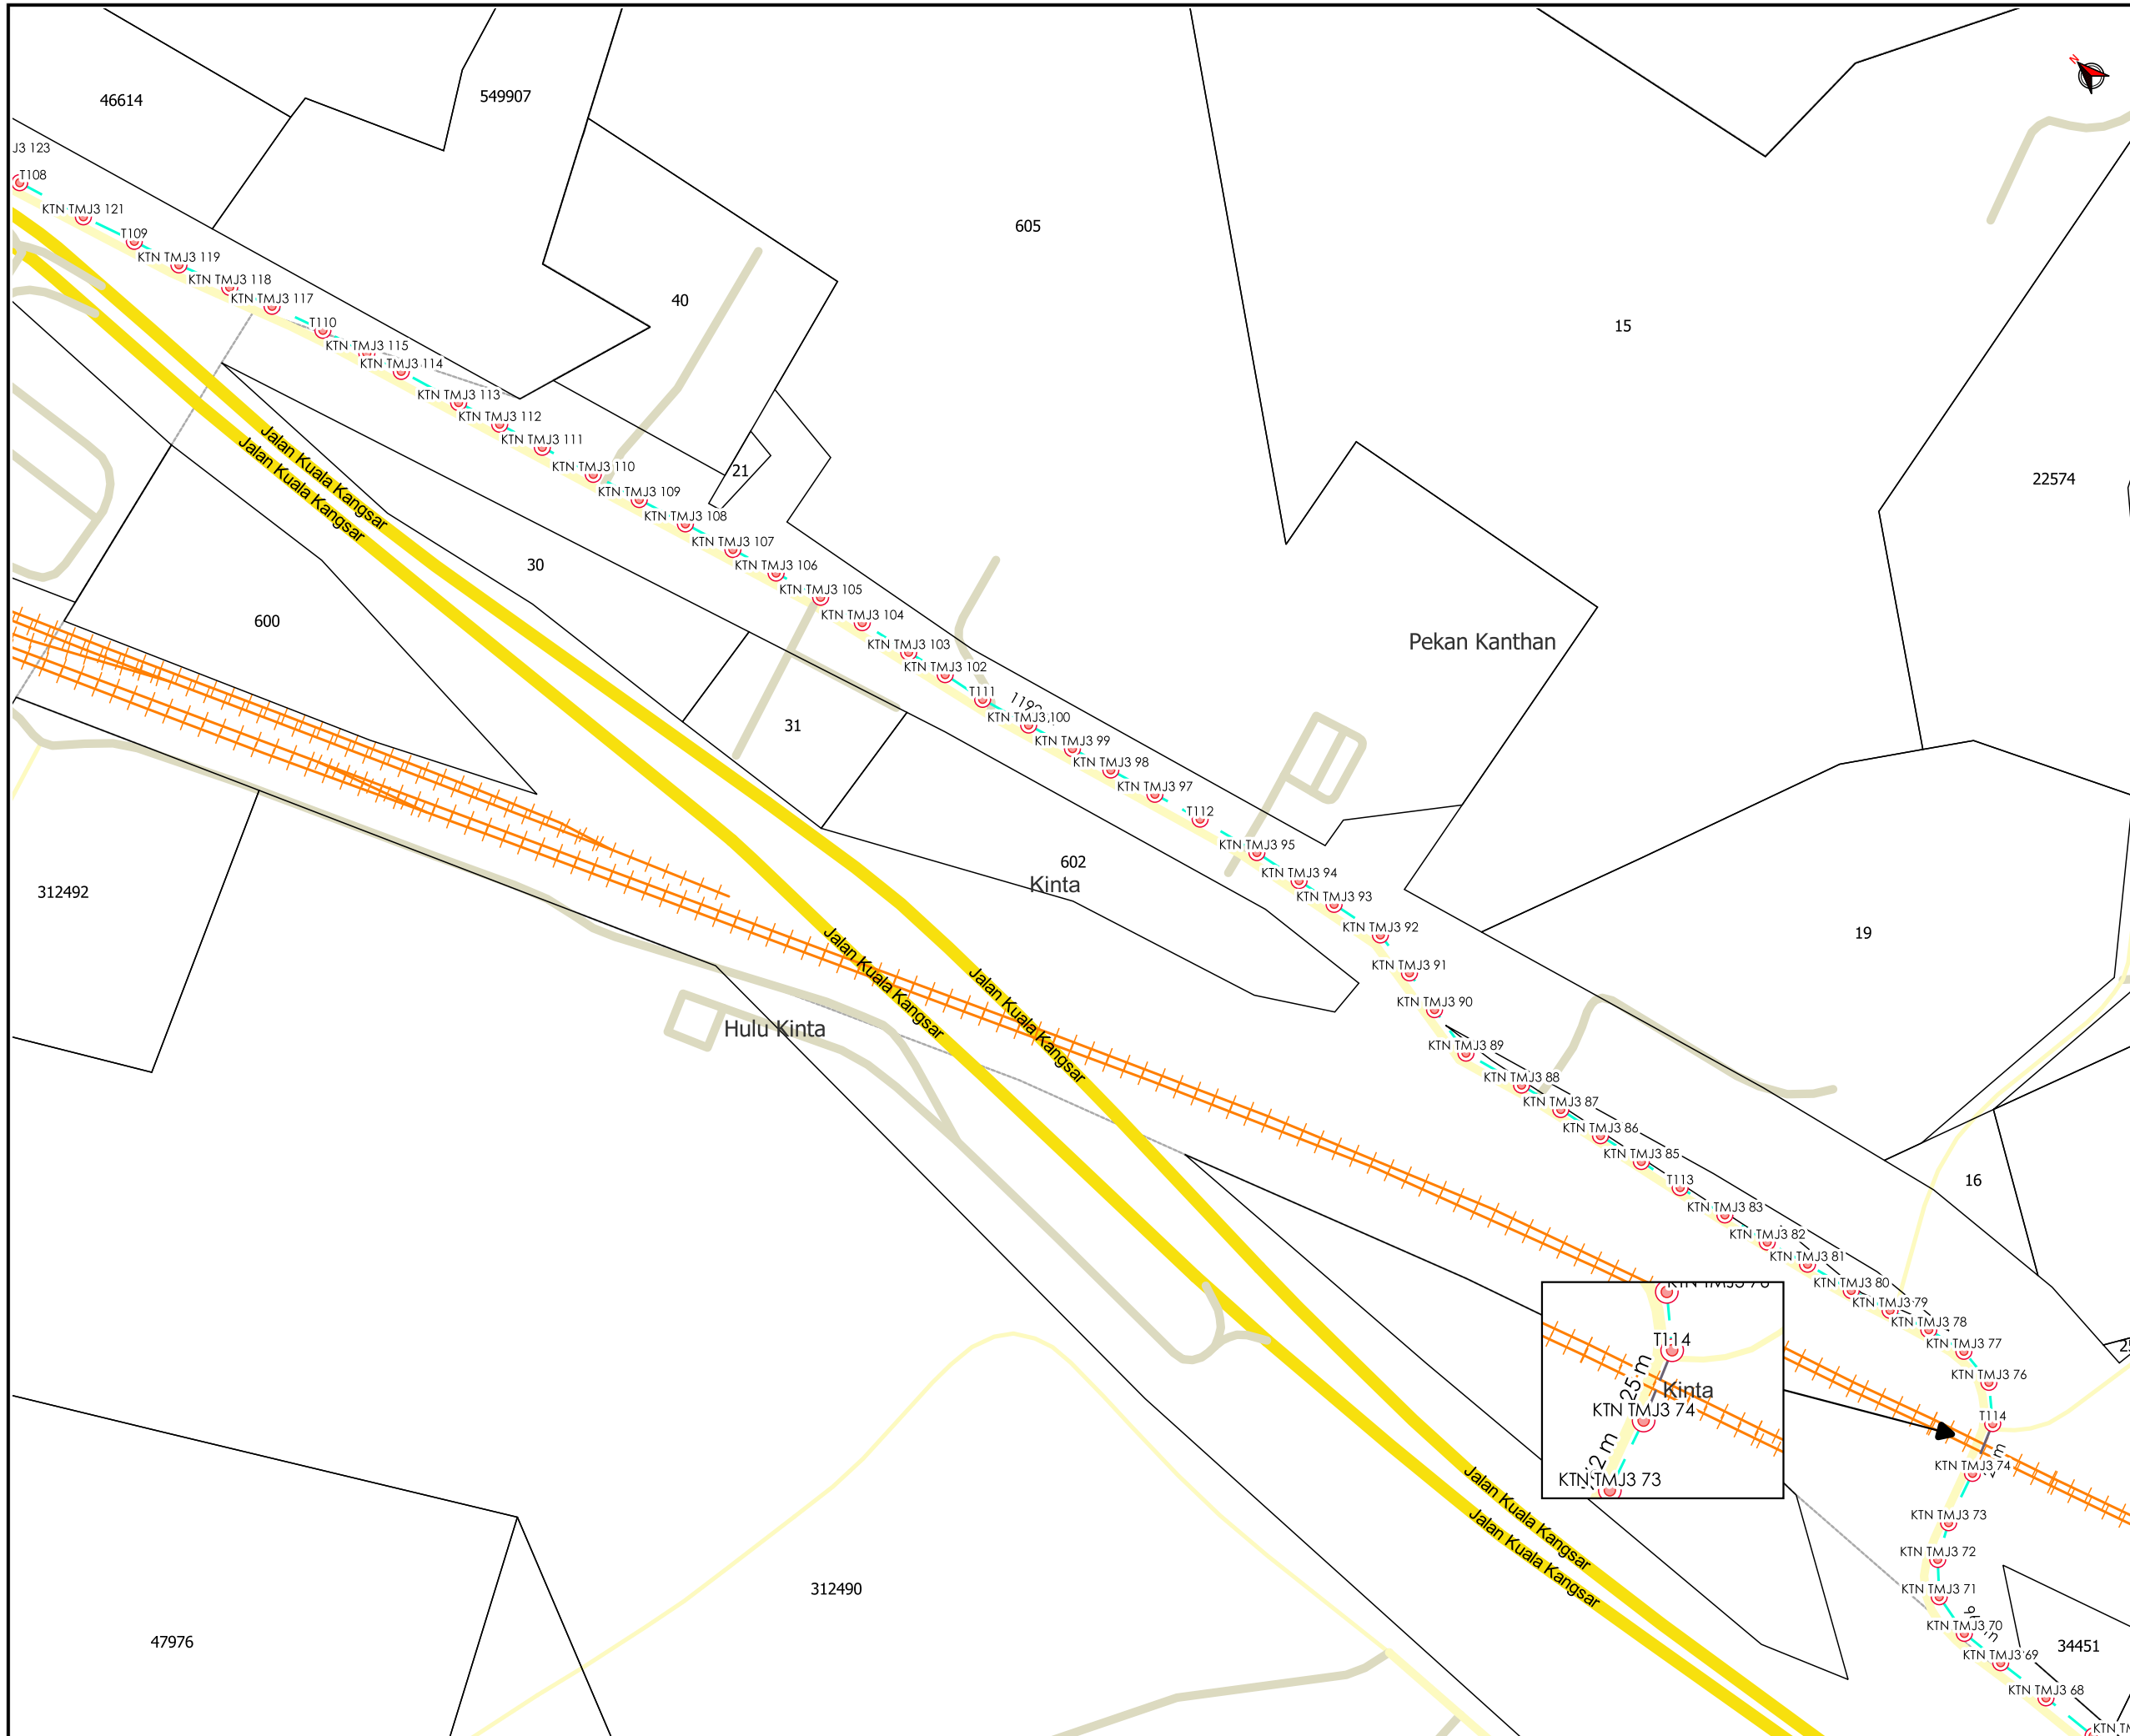 N
46614
549907
J3 123
T108
KTN TMJ3 121
T109
605
KTN TMJ3 119
KTN TMJ3 118
KTN TMJ3 117
40
T110
15
KTN TMJ3 115
KTN TMJ3 114
KTN TMJ3 113
KTN TMJ3 112
Jalan Kuala Kangsar
Jalan Kuala Kangsar
KTN TMJ3 111
KTN TMJ3 110
21
22574
KTN TMJ3 109
KTN TMJ3 108
KTN TMJ3 107
30
KTN TMJ3 106
KTN TMJ3 105
KTN TMJ3 104
600
Pekan Kanthan
KTN TMJ3 103
KTN TMJ3 102
T111
KTN TMJ3 100
31
KTN TMJ3 99
KTN TMJ3 98
KTN TMJ3 97
T112
KTN TMJ3 95
602
Kinta
KTN TMJ3 94
312492
KTN TMJ3 93
KTN TMJ3 92
19
KTN TMJ3 91
Jalan Kuala Kangsar
Jalan Kuala Kangsar
KTN TMJ3 90
Hulu Kinta
KTN TMJ3 89
KTN TMJ3 88
KTN TMJ3 87
KTN TMJ3 86
KTN TMJ3 85
T113
16
KTN TMJ3 83
KTN TMJ3 82
KTN TMJ3 81
KTN TMJ3 80
KTN TMJ3 79
KTN TMJ3 78
KTN TMJ3 77
T114
25 m
Kinta
KTN TMJ3 74
KTN TMJ3 73
KTN TMJ3 76
T114
m
KTN TMJ3 74
Jalan Kuala Kangsar
Jalan Kuala Kangsar
KTN TMJ3 73
KTN TMJ3 72
KTN TMJ3 71
312490
KTN TMJ3 70
47976
34451
KTN TMJ3 69
KTN TMJ3 68